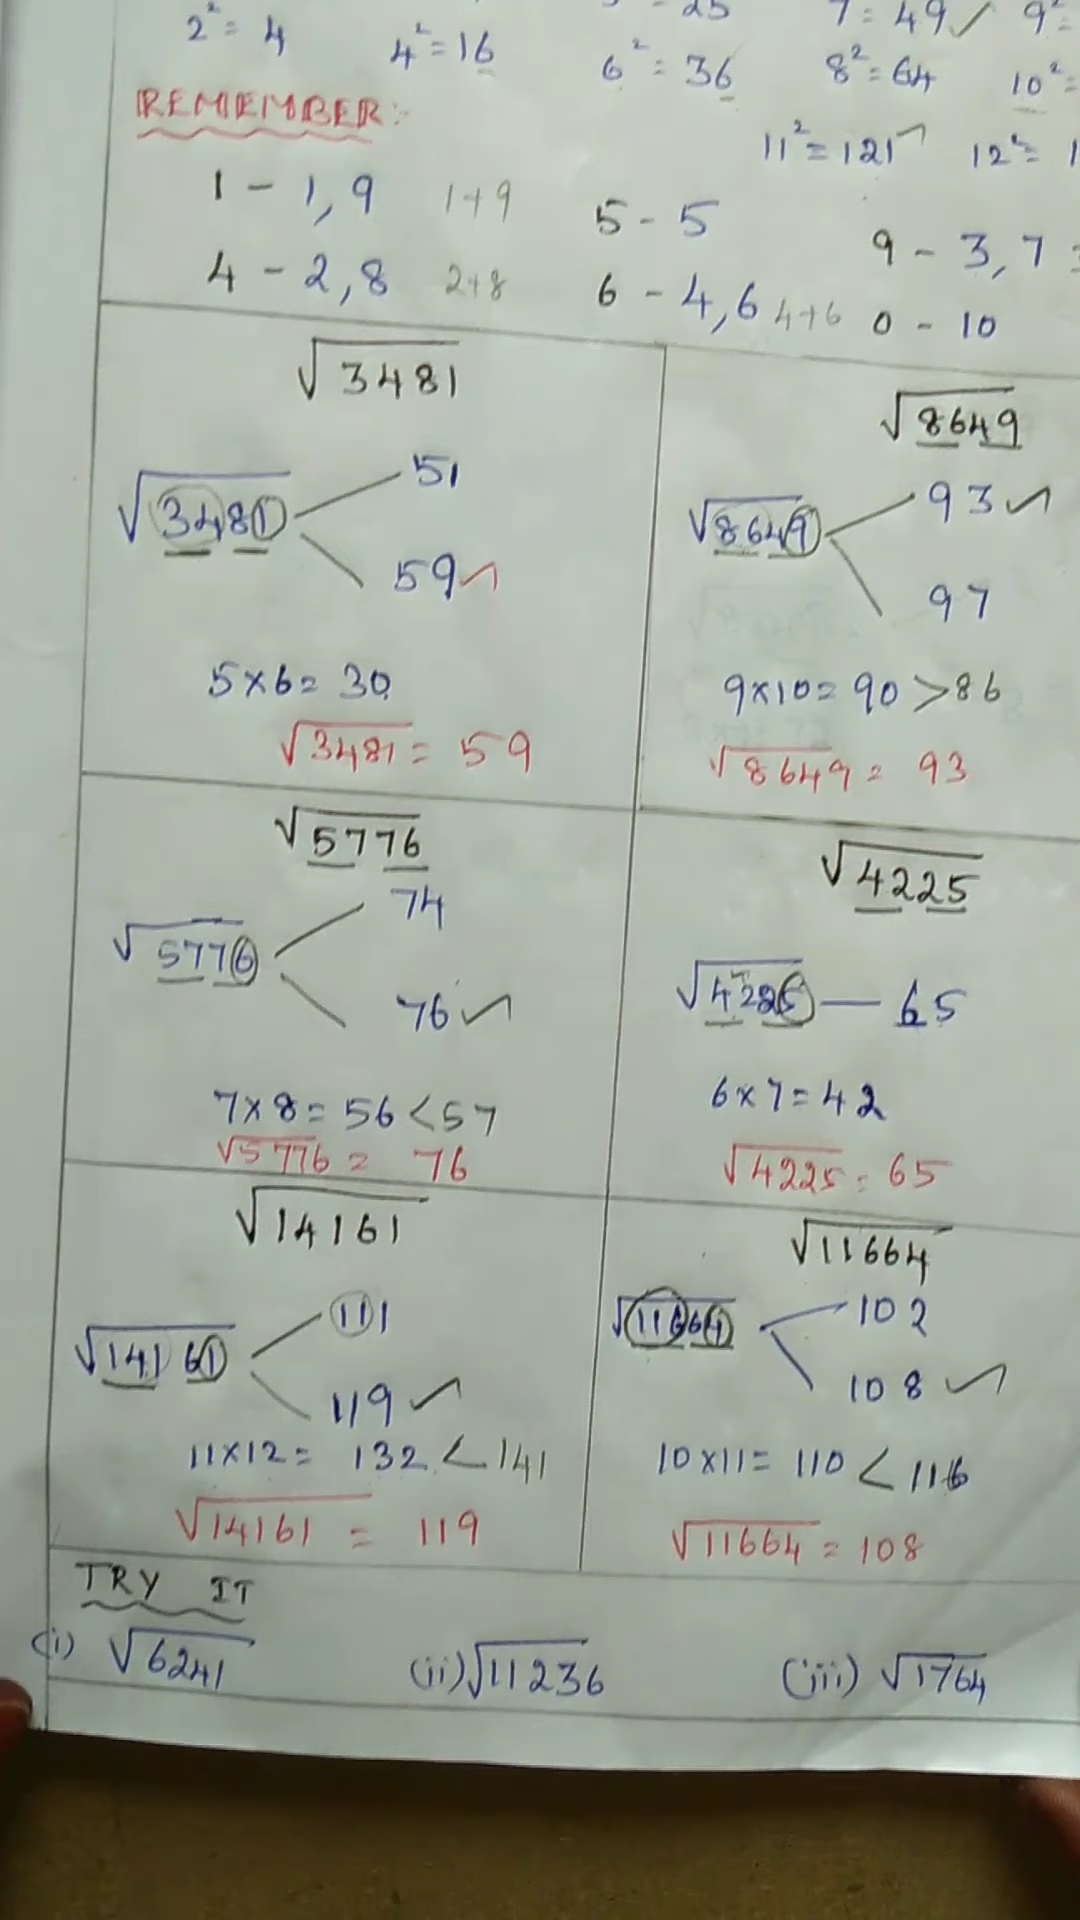 2² = 4
4² = 16
6² = 36
7 = 49 ✓
8² = 64
10² =
REMEMBER:-
11² = 121
12² = 1
1 - 1, 9 1+9
5 - 5
9 - 3, 7
4 - 2, 8 2+8
6 - 4, 6 4+6
0 - 10
√3481
√3481
51
59 ✓
5×6 = 30
√3481 = 59
√8649
√8649
93 ✓
97
9×10 = 90 > 86
√8649 = 93
√5776
√5776
74
76 ✓
7×8 = 56 < 57
√5776 = 76
√4225
√4225 — 65
6×7 = 42
√4225 = 65
√14161
√14161
111
119 ✓
11×12 = 132 < 141
√14161 = 119
√11664
√11664
102
108 ✓
10×11 = 110 < 116
√11664 = 108
TRY IT
(i) √6241 (ii) √11236 (iii) √1764